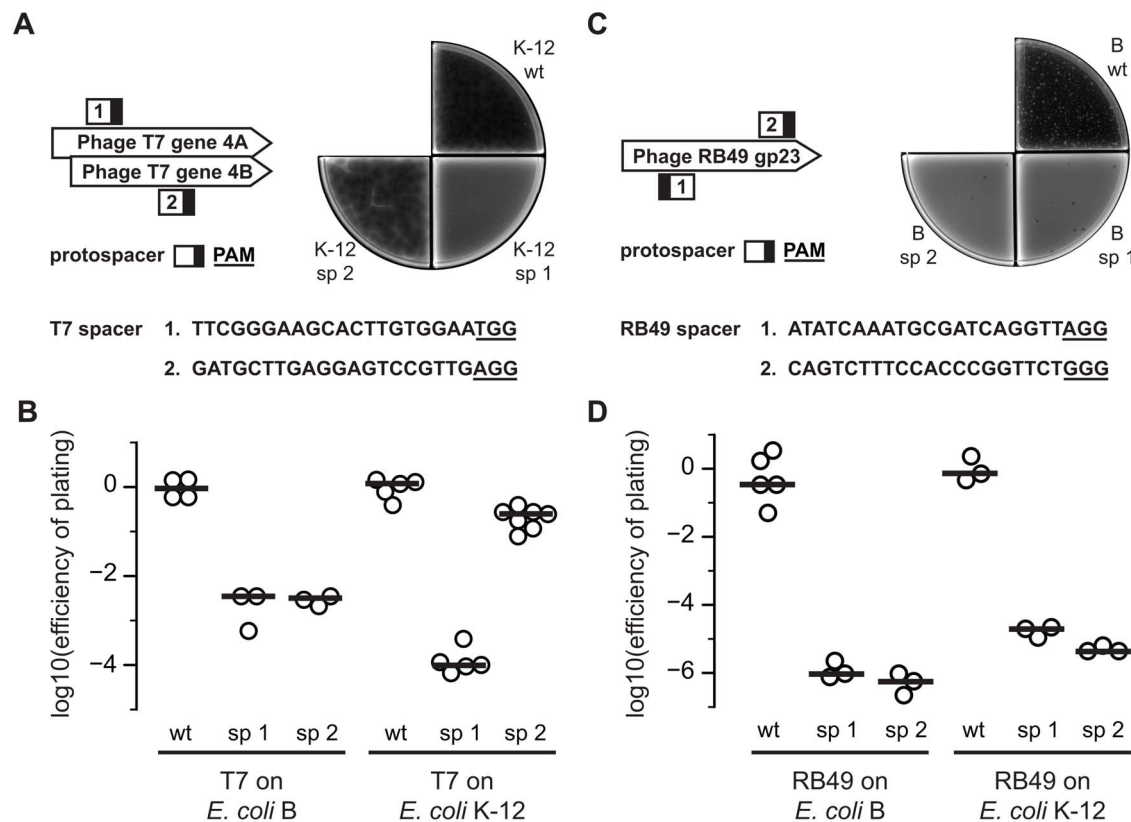 A
1
Phage T7 gene 4A
Phage T7 gene 4B
2
protospacer PAM
K-12
wt
K-12
sp 2
K-12
sp 1
T7 spacer 1. TTCGGGAAGCACTTGTGGAATGG
2. GATGCTTGAGGAGTCCGTTGAGG
C
2
Phage RB49 gp23
1
protospacer PAM
B
wt
B
sp 2
B
sp 1
RB49 spacer 1. ATATCAAATGCGATCAGGTTAGG
2. CAGTCTTTCCACCCGGTTCTGGG
B
log10(efficiency of plating)
0
−2
−4
wt sp 1 sp 2 wt sp 1 sp 2
T7 on
E. coli B
T7 on
E. coli K-12
D
log10(efficiency of plating)
0
−2
−4
−6
wt sp 1 sp 2 wt sp 1 sp 2
RB49 on
E. coli B
RB49 on
E. coli K-12